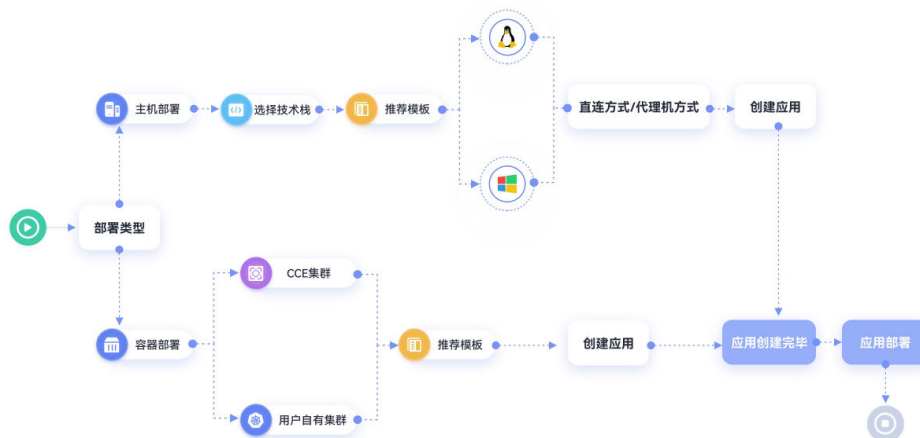 主机部署
选择技术栈
推荐模板
直连方式/代理机方式
创建应用
部署类型
CCE集群
容器部署
用户自有集群
推荐模板
创建应用
应用创建完毕
应用部署